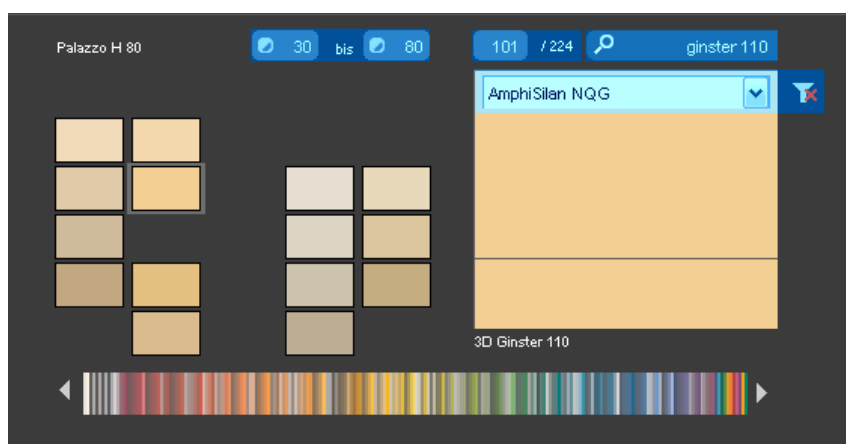 Palazzo H 80
30 bis 80
101 / 224 ginster 110
AmphiSilan NQG
3D Ginster 110